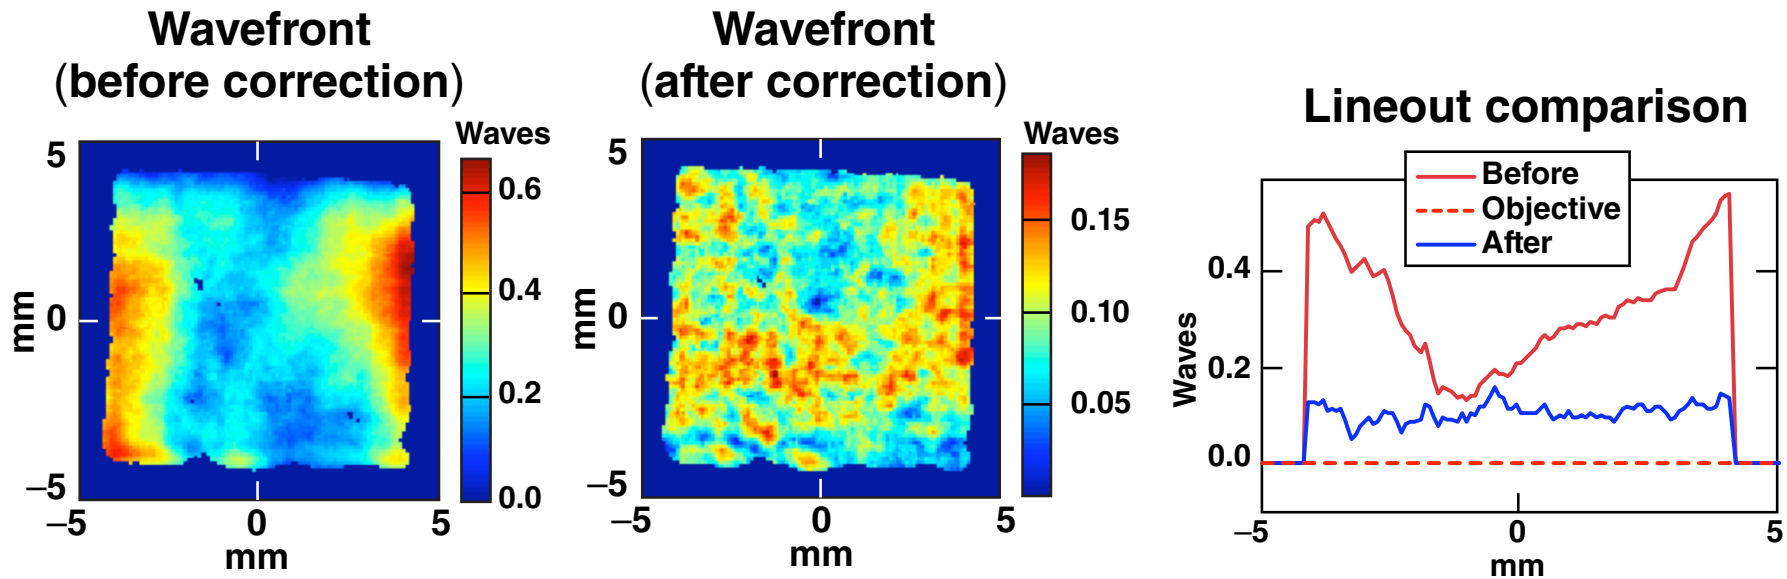 Wavefront
(before correction)
Waves
5
0
–5
mm
–5
0
5
mm
0.6
0.4
0.2
0.0
Wavefront
(after correction)
Waves
5
0
–5
mm
–5
0
5
mm
0.15
0.10
0.05
Lineout comparison
Before
Objective
After
Waves
0.4
0.2
0.0
–5
0
5
mm